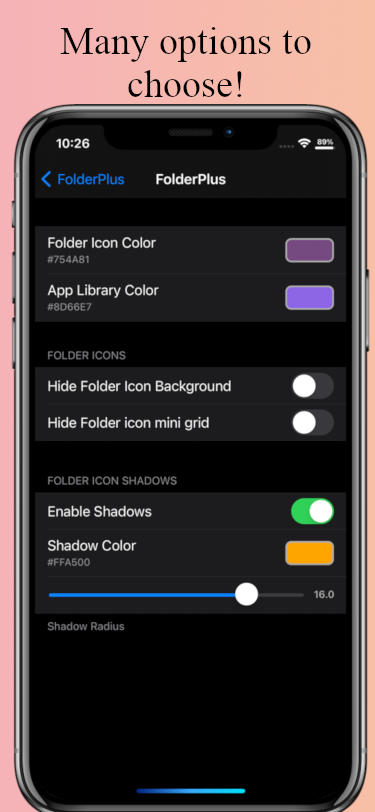 Many options to
choose!
10:26
89%
FolderPlus
FolderPlus
Folder Icon Color
#754A81
App Library Color
#8D66E7
FOLDER ICONS
Hide Folder Icon Background
Hide Folder icon mini grid
FOLDER ICON SHADOWS
Enable Shadows
Shadow Color
#FFA500
16.0
Shadow Radius